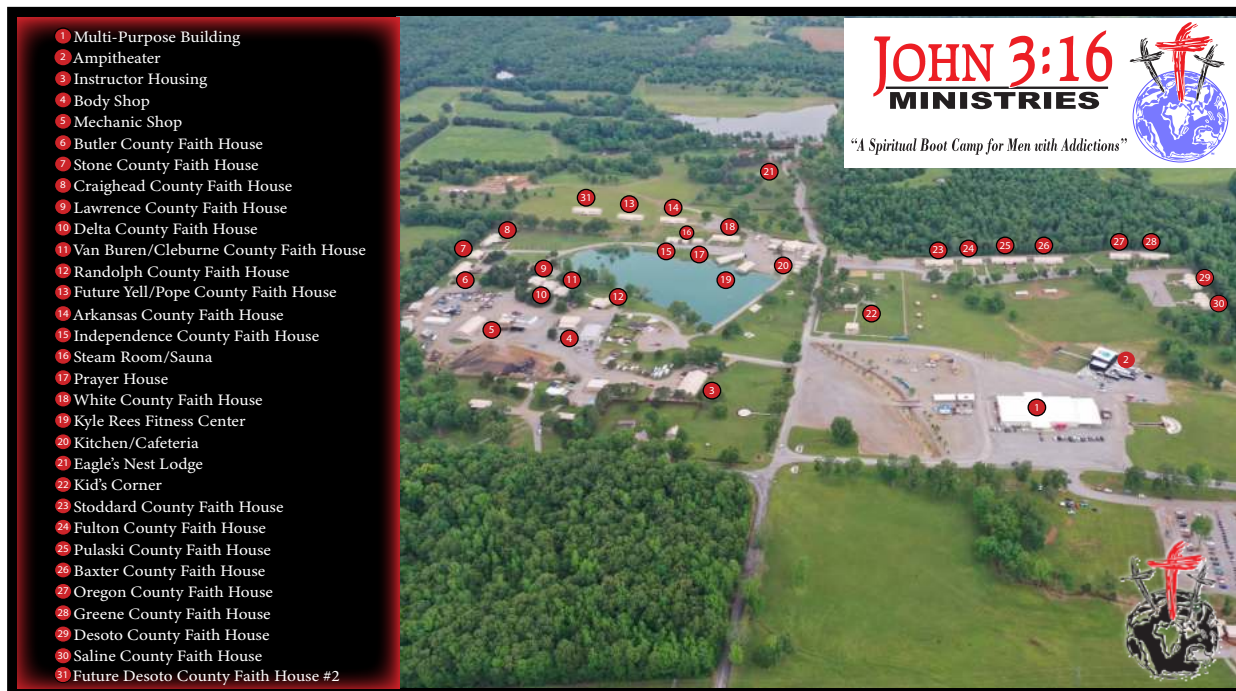 1 Multi-Purpose Building
2 Ampitheater
3 Instructor Housing
4 Body Shop
5 Mechanic Shop
6 Butler County Faith House
7 Stone County Faith House
8 Craighead County Faith House
9 Lawrence County Faith House
10 Delta County Faith House
11 Van Buren/Cleburne County Faith House
12 Randolph County Faith House
13 Future Yell/Pope County Faith House
14 Arkansas County Faith House
15 Independence County Faith House
16 Steam Room/Sauna
17 Prayer House
18 White County Faith House
19 Kyle Rees Fitness Center
20 Kitchen/Cafeteria
21 Eagle's Nest Lodge
22 Kid's Corner
23 Stoddard County Faith House
24 Fulton County Faith House
25 Pulaski County Faith House
26 Baxter County Faith House
27 Oregon County Faith House
28 Greene County Faith House
29 Desoto County Faith House
30 Saline County Faith House
31 Future Desoto County Faith House #2
JOHN 3:16
MINISTRIES
“A Spiritual Boot Camp for Men with Addictions”
21
31
13
14
8
16
18
7
15
17
23
24
25
26
27
28
9
20
6
11
19
29
10
12
30
22
5
4
2
3
1